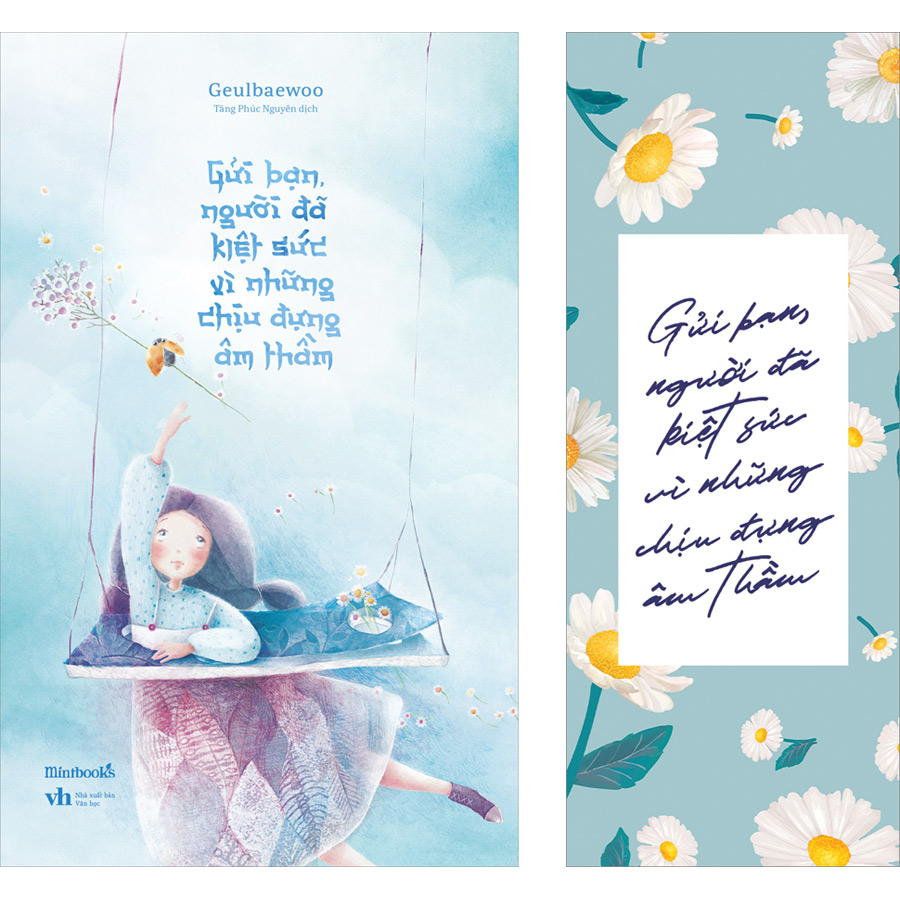 Geulbaewoo
Tăng Phúc Nguyên dịch
Gửi bạn,
người đã
kiệt sức
vì những
chịu đựng
âm thầm
mintbooks
vh Nhà xuất bản
Văn học
Gửi bạn,
người đã
kiệt sức
vì những
chịu đựng
âm thầm